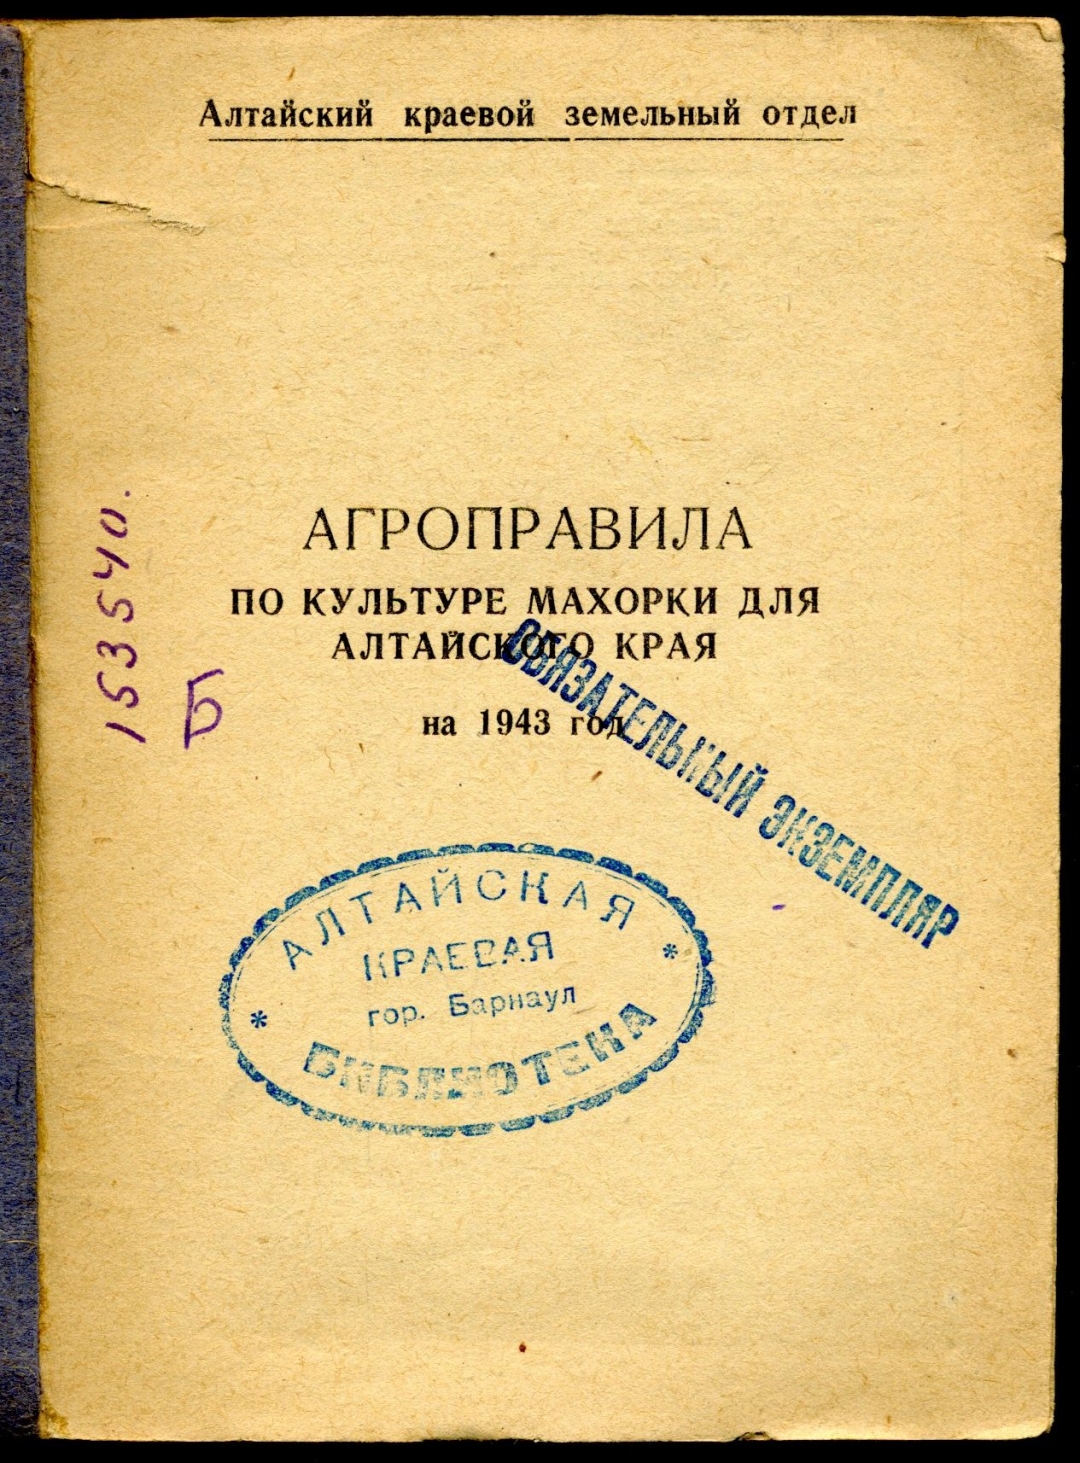 Алтайский краевой земельный отдел
АГРОПРАВИЛА
ПО КУЛЬТУРЕ МАХОРКИ ДЛЯ
АЛТАЙСКОГО КРАЯ
на 1943 год
ОБЯЗАТЕЛЬНЫЙ ЭКЗЕМПЛЯР
153540.
Б
АЛТАЙСКАЯ
КРАЕВАЯ
гор. Барнаул
* БИБЛИОТЕКА *